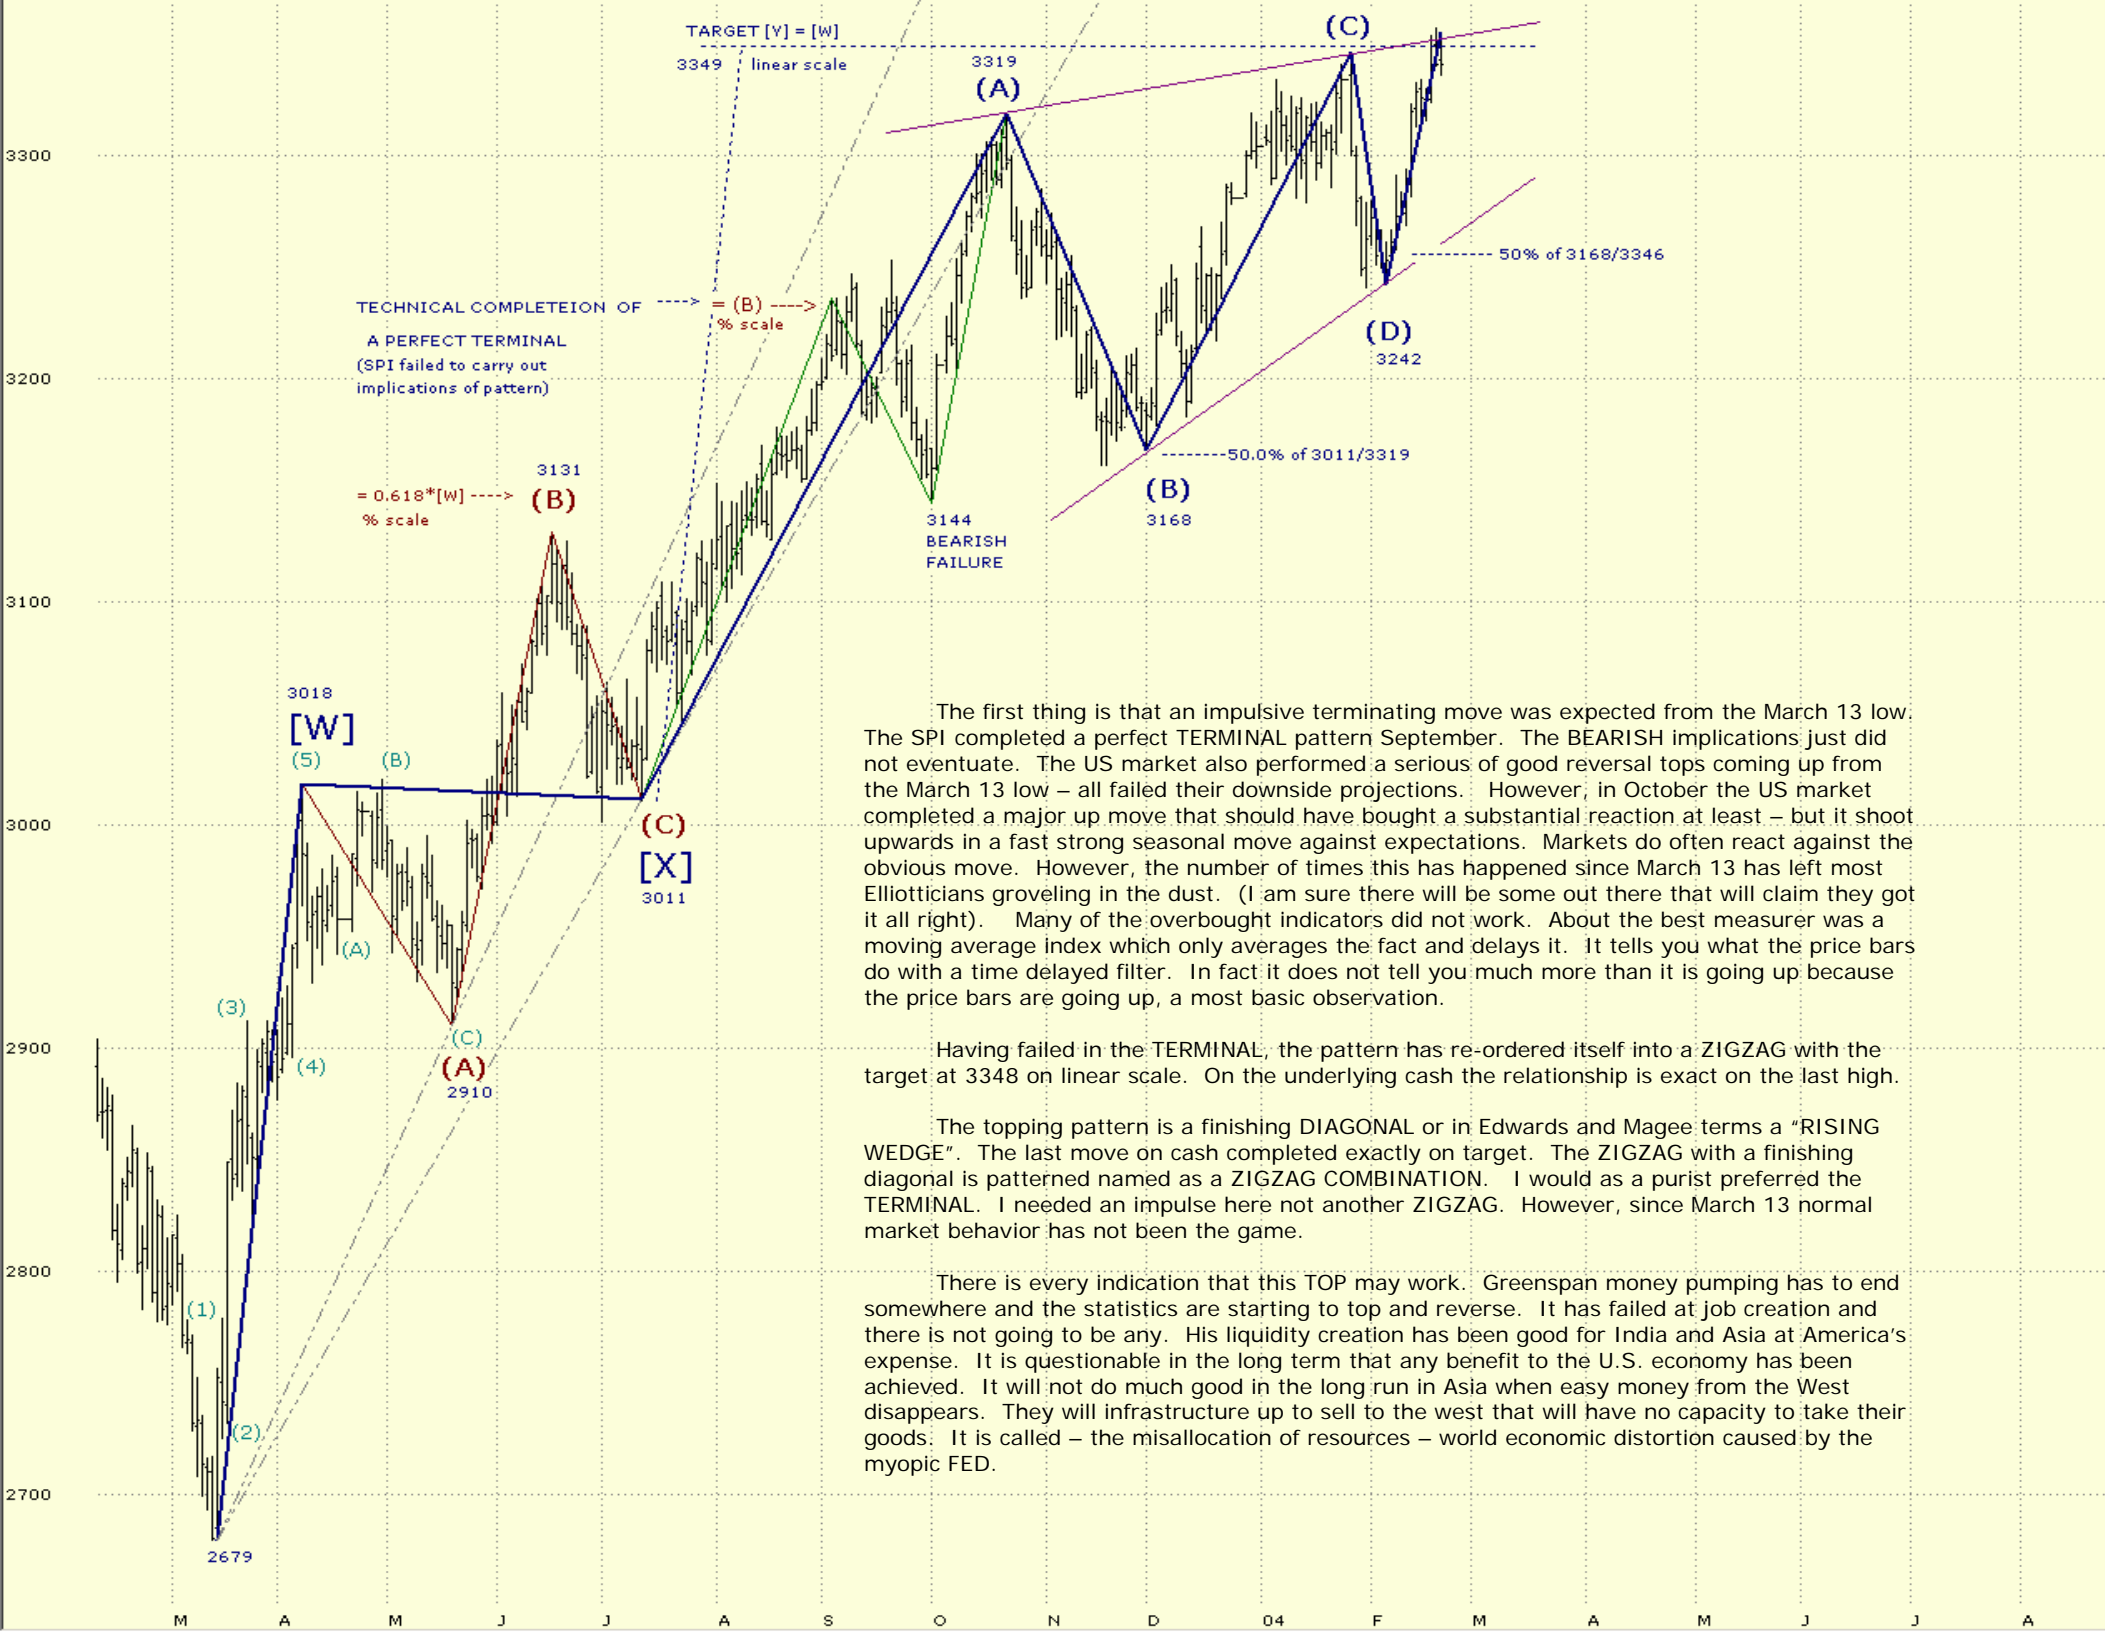 TARGET [Y] = [W]
3349 linear scale
3319
(A)
(C)
3300
50% of 3168/3346
(D)
3242
TECHNICAL COMPLETEION OF ----> = (B) ---->
% scale
A PERFECT TERMINAL
(SPI failed to carry out
implications of pattern)
3200
50.0% of 3011/3319
(B)
3168
3131
= 0.618*[W] ---->
% scale
(B)
3144
BEARISH
FAILURE
3100
3018
[W]
(5)
(B)
3000
(C)
[X]
3011
(A)
(3)
(4)
2900
(C)
(A)
2910
The first thing is that an impulsive terminating move was expected from the March 13 low.
The SPI completed a perfect TERMINAL pattern September. The BEARISH implications just did
not eventuate. The US market also performed a serious of good reversal tops coming up from
the March 13 low – all failed their downside projections. However, in October the US market
completed a major up move that should have bought a substantial reaction at least – but it shoot
upwards in a fast strong seasonal move against expectations. Markets do often react against the
obvious move. However, the number of times this has happened since March 13 has left most
Elliotticians groveling in the dust. (I am sure there will be some out there that will claim they got
it all right). Many of the overbought indicators did not work. About the best measurer was a
moving average index which only averages the fact and delays it. It tells you what the price bars
do with a time delayed filter. In fact it does not tell you much more than it is going up because
the price bars are going up, a most basic observation.
Having failed in the TERMINAL, the pattern has re-ordered itself into a ZIGZAG with the
target at 3348 on linear scale. On the underlying cash the relationship is exact on the last high.
The topping pattern is a finishing DIAGONAL or in Edwards and Magee terms a “RISING
WEDGE”. The last move on cash completed exactly on target. The ZIGZAG with a finishing
diagonal is patterned named as a ZIGZAG COMBINATION. I would as a purist preferred the
TERMINAL. I needed an impulse here not another ZIGZAG. However, since March 13 normal
market behavior has not been the game.
There is every indication that this TOP may work. Greenspan money pumping has to end
somewhere and the statistics are starting to top and reverse. It has failed at job creation and
there is not going to be any. His liquidity creation has been good for India and Asia at America’s
expense. It is questionable in the long term that any benefit to the U.S. economy has been
achieved. It will not do much good in the long run in Asia when easy money from the West
disappears. They will infrastructure up to sell to the west that will have no capacity to take their
goods. It is called – the misallocation of resources – world economic distortion caused by the
myopic FED.
2800
(1)
(2)
2700
2679
M A M J J A S O N D 04 F M A M J J A